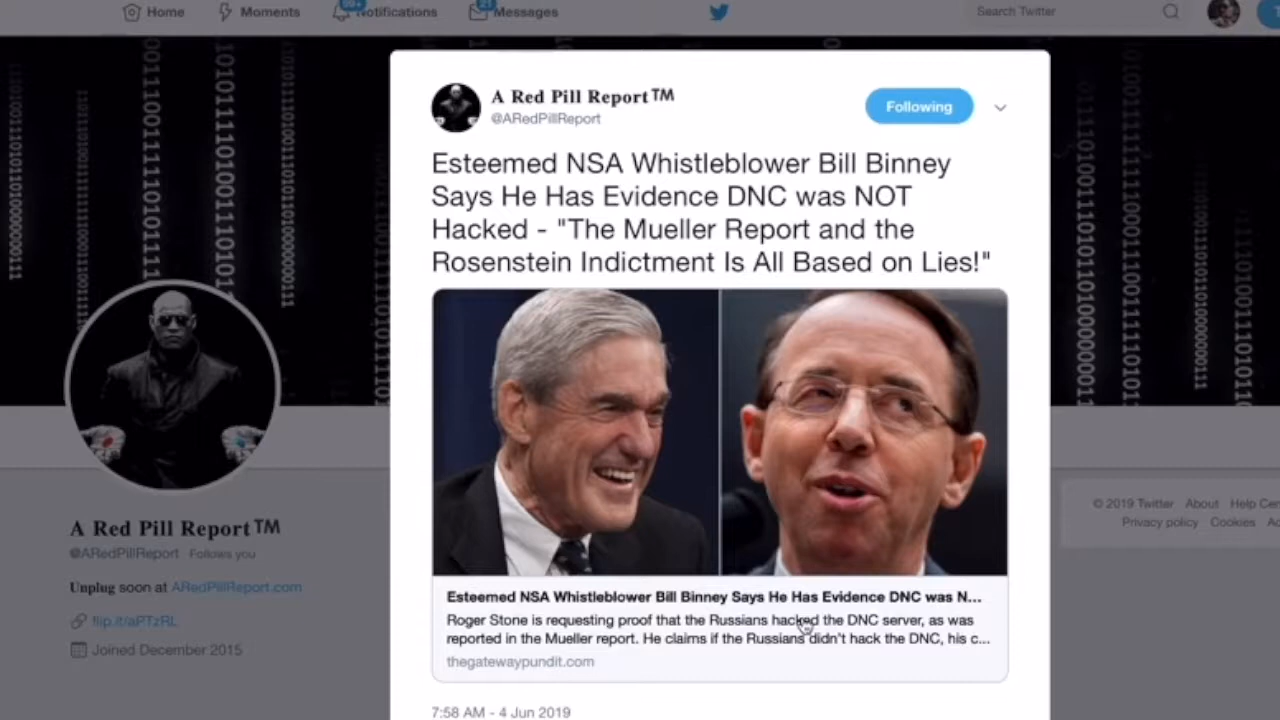 Home Moments Notifications Messages Search Twitter
A Red Pill Report™
@ARedPillReport
Following
Esteemed NSA Whistleblower Bill Binney
Says He Has Evidence DNC was NOT
Hacked - "The Mueller Report and the
Rosenstein Indictment Is All Based on Lies!"
Esteemed NSA Whistleblower Bill Binney Says He Has Evidence DNC was N...
Roger Stone is requesting proof that the Russians hacked the DNC server, as was
reported in the Mueller report. He claims if the Russians didn't hack the DNC, his c...
thegatewaypundit.com
7:58 AM - 4 Jun 2019
A Red Pill Report™
@ARedPillReport Follows you
Unplug soon at ARedPillReport.com
flip.it/aPTzRL
Joined December 2015
© 2019 Twitter About Help Ce
Privacy policy Cookies A